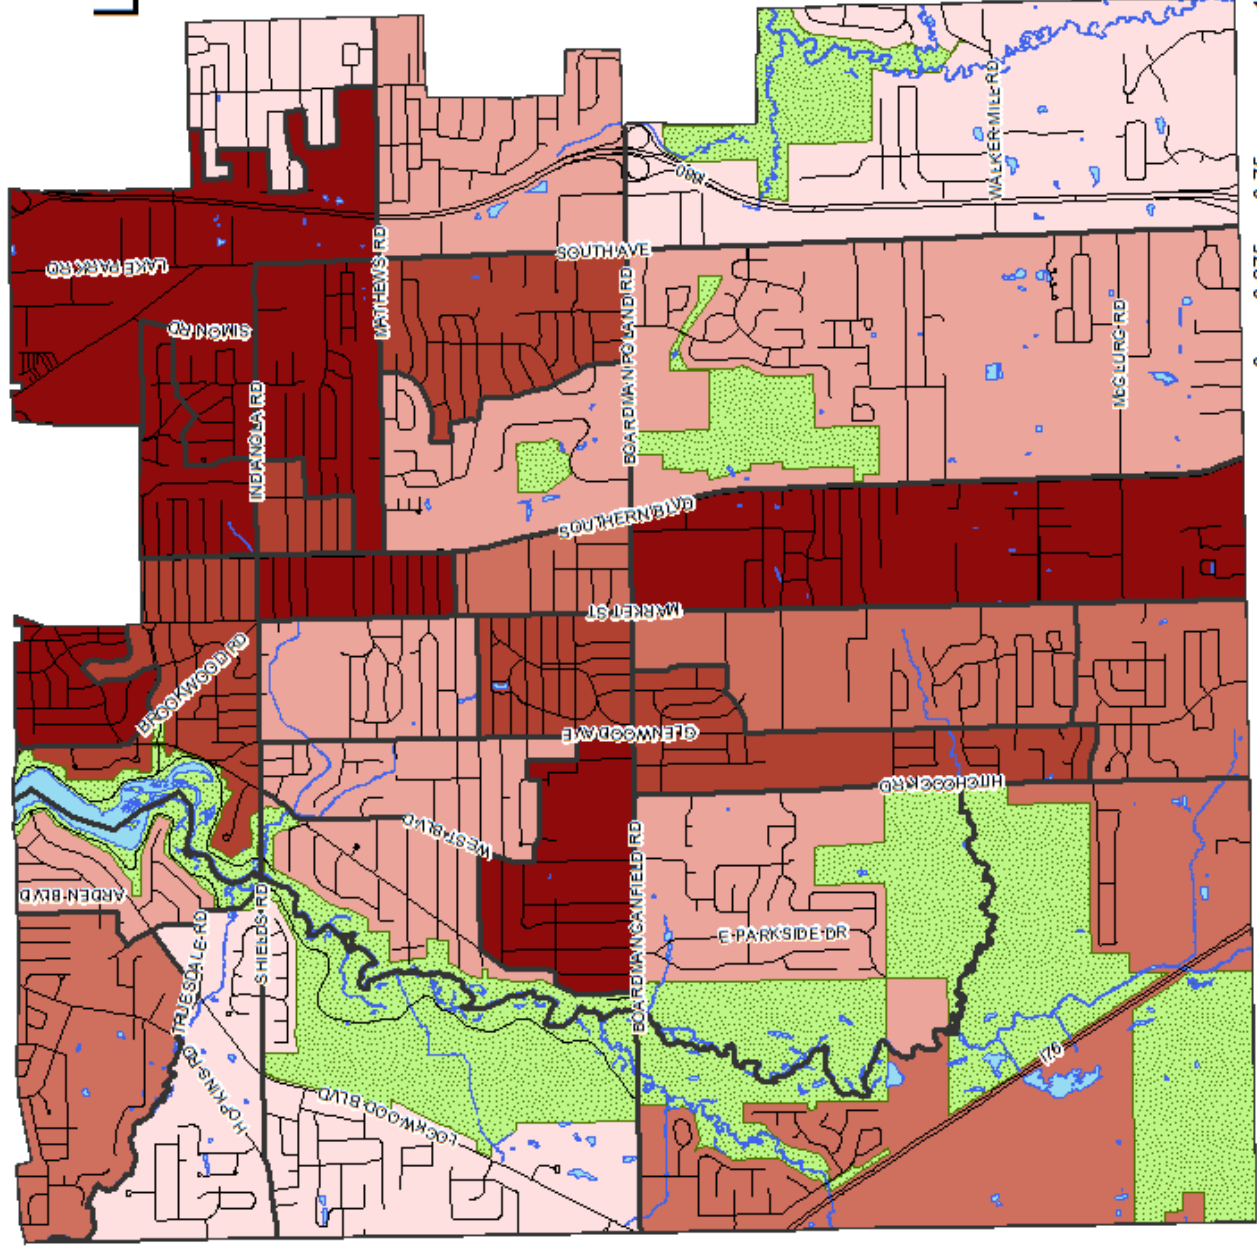 WALKER MILL RD
I680
SOUTH AVE
LAKE PARK RD
MATHEWS RD
SIMON RD
BOARDMAN POLAND RD
MCCLURG RD
INDIANOLA RD
SOUTHERN BLVD
MARKET ST
BROOKWOOD RD
GLENWOOD AVE
HITCHCOCK RD
WEST BLVD
ARDEN BLVD
BOARDMAN CANFIELD RD
SHIELDS RD
TRUESDALE RD
E PARKSIDE DR
HOPKINS RD
I76
LOCKWOOD BLVD